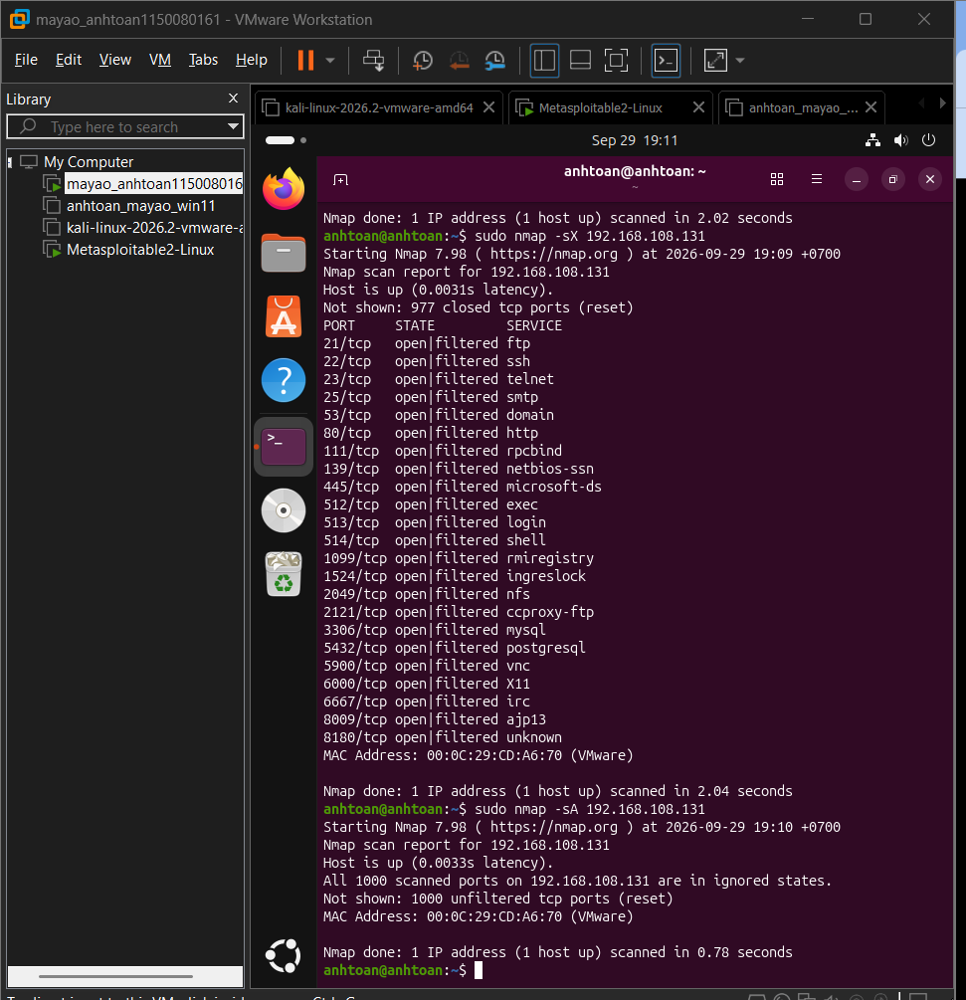 mayao_anhtoan1150080161 - VMware Workstation
File Edit View VM Tabs Help
Library
Type here to search
My Computer
mayao_anhtoan115008016
anhtoan_mayao_win11
kali-linux-2026.2-vmware-a
Metasploitable2-Linux
kali-linux-2026.2-vmware-amd64
Metasploitable2-Linux
anhtoan_mayao_...
Sep 29 19:11
anhtoan@anhtoan: ~
~
Nmap done: 1 IP address (1 host up) scanned in 2.02 seconds
anhtoan@anhtoan:~$ sudo nmap -sX 192.168.108.131
Starting Nmap 7.98 ( https://nmap.org ) at 2026-09-29 19:09 +0700
Nmap scan report for 192.168.108.131
Host is up (0.0031s latency).
Not shown: 977 closed tcp ports (reset)
PORT     STATE         SERVICE
21/tcp   open|filtered ftp
22/tcp   open|filtered ssh
23/tcp   open|filtered telnet
25/tcp   open|filtered smtp
53/tcp   open|filtered domain
80/tcp   open|filtered http
111/tcp  open|filtered rpcbind
139/tcp  open|filtered netbios-ssn
445/tcp  open|filtered microsoft-ds
512/tcp  open|filtered exec
513/tcp  open|filtered login
514/tcp  open|filtered shell
1099/tcp open|filtered rmiregistry
1524/tcp open|filtered ingreslock
2049/tcp open|filtered nfs
2121/tcp open|filtered ccproxy-ftp
3306/tcp open|filtered mysql
5432/tcp open|filtered postgresql
5900/tcp open|filtered vnc
6000/tcp open|filtered X11
6667/tcp open|filtered irc
8009/tcp open|filtered ajp13
8180/tcp open|filtered unknown
MAC Address: 00:0C:29:CD:A6:70 (VMware)
Nmap done: 1 IP address (1 host up) scanned in 2.04 seconds
anhtoan@anhtoan:~$ sudo nmap -sA 192.168.108.131
Starting Nmap 7.98 ( https://nmap.org ) at 2026-09-29 19:10 +0700
Nmap scan report for 192.168.108.131
Host is up (0.0033s latency).
All 1000 scanned ports on 192.168.108.131 are in ignored states.
Not shown: 1000 unfiltered tcp ports (reset)
MAC Address: 00:0C:29:CD:A6:70 (VMware)
Nmap done: 1 IP address (1 host up) scanned in 0.78 seconds
anhtoan@anhtoan:~$